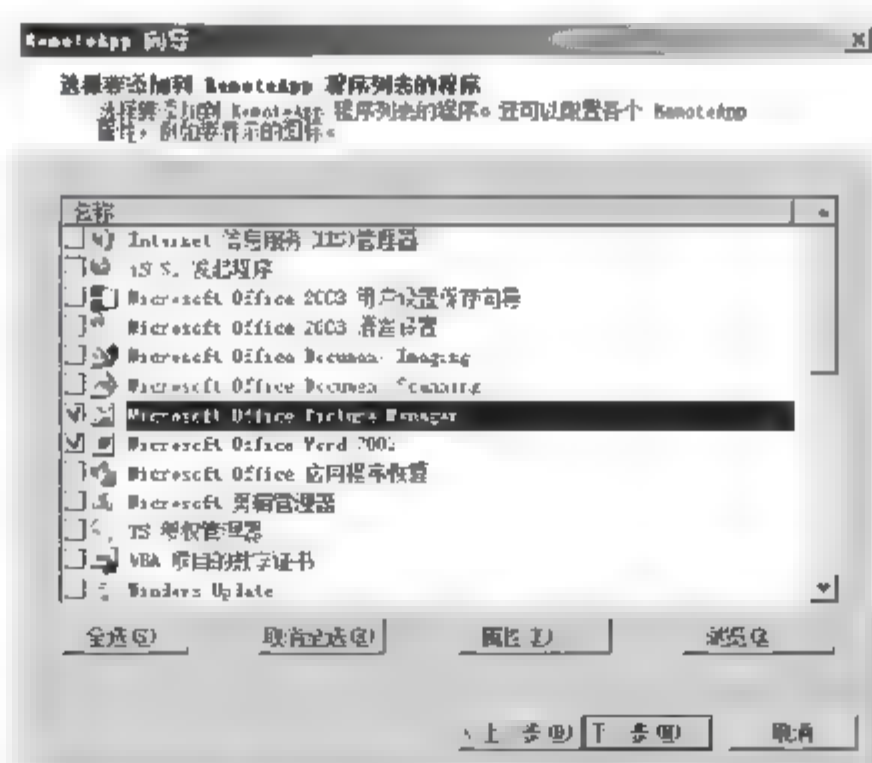 RemoteApp 向导
选择要添加到 RemoteApp 程序列表的程序
选择要添加到 RemoteApp 程序列表的程序。还可以配置各个 RemoteApp
属性，例如要显示的图标。
名称
Internet 信息服务(IIS)管理器
iSCSI 发起程序
Microsoft Office 2003 用户设置保存向导
Microsoft Office 2003 语言设置
Microsoft Office Document Imaging
Microsoft Office Document Scanning
Microsoft Office Picture Manager
Microsoft Office Word 2003
Microsoft Office 应用程序恢复
Microsoft 剪辑管理器
TS 授权管理器
VBA 项目的数字证书
Windows Update
全选(S) 取消全选(E) 属性 浏览
上一步(B) 下一步(N) 取消